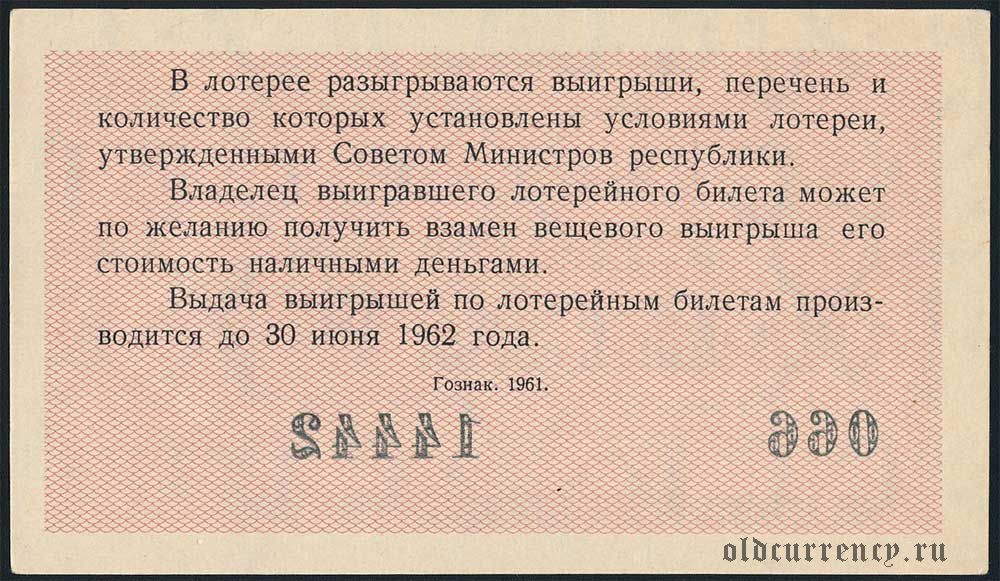 В лотерее разыгрываются выигрыши, перечень и
количество которых установлены условиями лотереи,
утвержденными Советом Министров республики.
Владелец выигравшего лотерейного билета может
по желанию получить взамен вещевого выигрыша его
стоимость наличными деньгами.
Выдача выигрышей по лотерейным билетам произ-
водится до 30 июня 1962 года.
Гознак. 1961.
14442 066
oldcurrency.ru